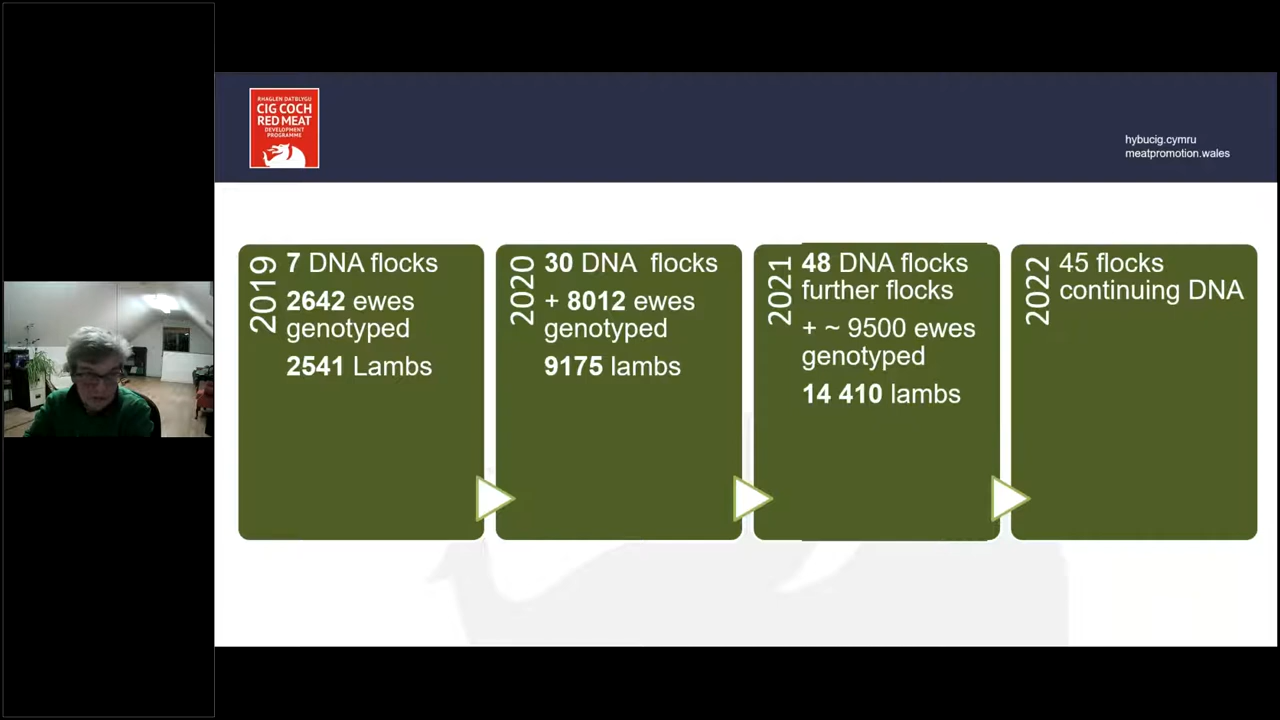 RHAGLEN DATBLYGU
CIG COCH
RED MEAT
DEVELOPMENT
PROGRAMME
hybucig.cymru
meatpromotion.wales
2019
7 DNA flocks
2642 ewes
genotyped
2541 Lambs
2020
30 DNA flocks
+ 8012 ewes
genotyped
9175 lambs
2021
48 DNA flocks
further flocks
+ ~ 9500 ewes
genotyped
14 410 lambs
2022
45 flocks
continuing DNA